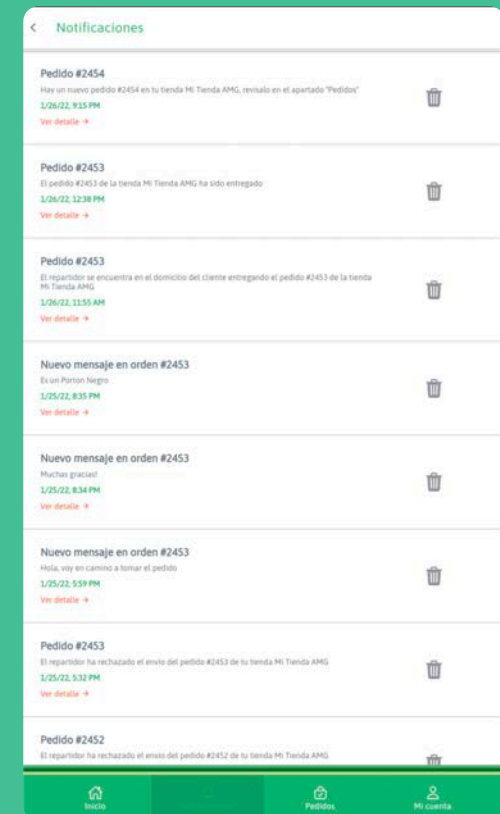 Notificaciones
Pedido #2454
Hay un nuevo pedido #2454 en tu tienda Mi Tienda AMG, revísalo en el apartado "Pedidos"
1/26/22, 9:15 PM
Ver detalle →
Pedido #2453
El pedido #2453 de la tienda Mi Tienda AMG ha sido entregado
1/26/22, 12:38 PM
Ver detalle →
Pedido #2453
El repartidor se encuentra en el domicilio del cliente entregando el pedido #2453 de la tienda
Mi Tienda AMG
1/26/22, 11:55 AM
Ver detalle →
Nuevo mensaje en orden #2453
Es un Porton Negro
1/25/22, 8:35 PM
Ver detalle →
Nuevo mensaje en orden #2453
Muchas gracias!
1/25/22, 8:34 PM
Ver detalle →
Nuevo mensaje en orden #2453
Hola, voy en camino a tomar el pedido
1/25/22, 5:59 PM
Ver detalle →
Pedido #2453
El repartidor ha rechazado el envío del pedido #2453 de tu tienda Mi Tienda AMG
1/25/22, 5:32 PM
Ver detalle →
Pedido #2452
El repartidor ha rechazado el envío del pedido #2452 de tu tienda Mi Tienda AMG
Inicio
Pedidos
Mi cuenta